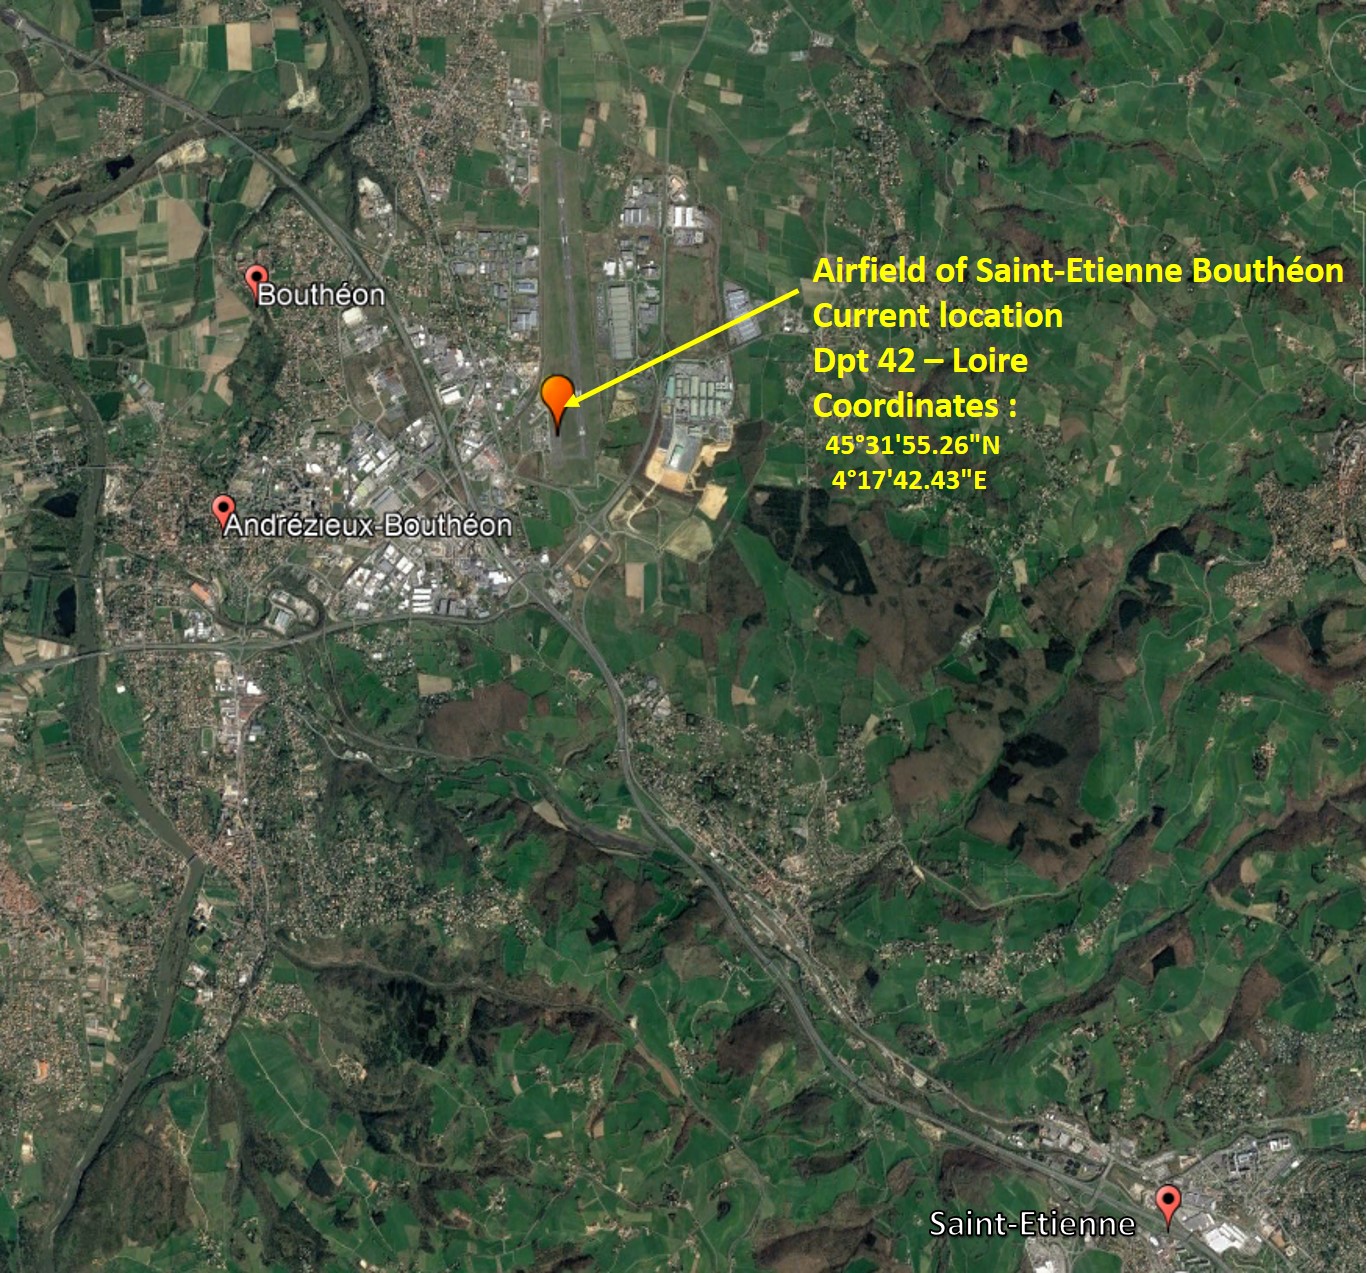 Airfield of Saint-Etienne Bouthéon
Current location
Dpt 42 – Loire
Coordinates :
45°31'55.26"N
4°17'42.43"E
Bouthéon
Andrézieux-Bouthéon
Saint-Etienne